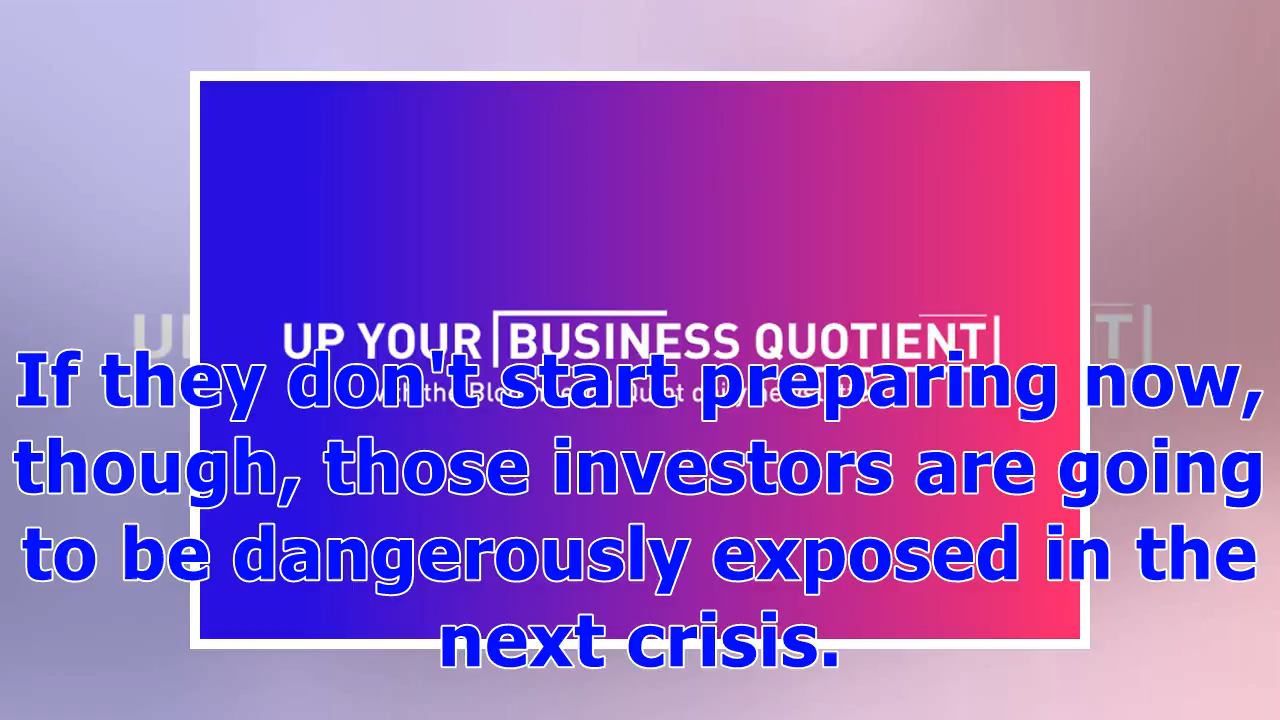 UP YOUR BUSINESS QUOTIENT
If they don't start preparing now,
though, those investors are going
to be dangerously exposed in the
next crisis.